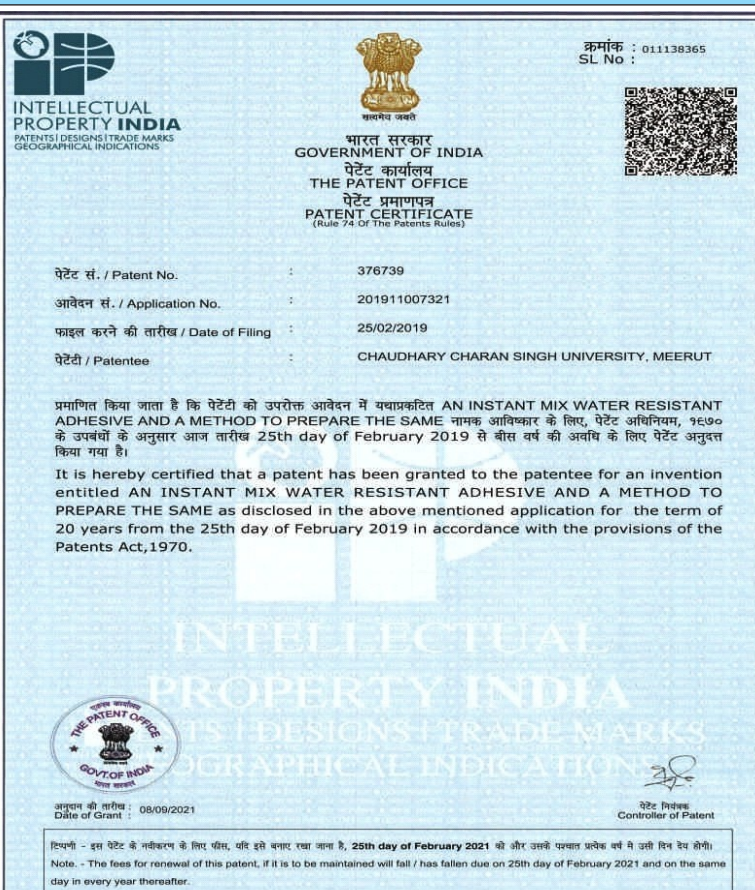 INTELLECTUAL
PROPERTY INDIA
PATENTS | DESIGNS | TRADE MARKS
GEOGRAPHICAL INDICATIONS
सत्यमेव जयते
क्रमांक : 011138365
SL No :
भारत सरकार
GOVERNMENT OF INDIA
पेटेंट कार्यालय
THE PATENT OFFICE
पेटेंट प्रमाणपत्र
PATENT CERTIFICATE
(Rule 74 Of The Patents Rules)
पेटेंट सं. / Patent No. : 376739
आवेदन सं. / Application No. : 201911007321
फाइल करने की तारीख / Date of Filing : 25/02/2019
पेटेंटी / Patentee : CHAUDHARY CHARAN SINGH UNIVERSITY, MEERUT
प्रमाणित किया जाता है कि पेटेंटी को उपरोक्त आवेदन में यथाप्रकटित AN INSTANT MIX WATER RESISTANT
ADHESIVE AND A METHOD TO PREPARE THE SAME नामक आविष्कार के लिए, पेटेंट अधिनियम, १९७०
के उपबंधों के अनुसार आज तारीख 25th day of February 2019 से बीस वर्ष की अवधि के लिए पेटेंट अनुदत्त
किया गया है।
It is hereby certified that a patent has been granted to the patentee for an invention
entitled AN INSTANT MIX WATER RESISTANT ADHESIVE AND A METHOD TO
PREPARE THE SAME as disclosed in the above mentioned application for the term of
20 years from the 25th day of February 2019 in accordance with the provisions of the
Patents Act,1970.
INTELLECTUAL
PROPERTY INDIA
DESIGNS | TRADE MARKS
THE PATENT OFFICE
GOVT.OF INDIA
भारत सरकार
अनुदान की तारीख : 08/09/2021
Date of Grant :
पेटेंट नियंत्रक
Controller of Patent
टिप्पणी - इस पेटेंट के नवीकरण के लिए फीस, यदि इसे बनाए रखा जाना है, 25th day of February 2021 को और उसके पश्चात प्रत्येक वर्ष मे उसी दिन देय होगी।
Note. - The fees for renewal of this patent, if it is to be maintained will fall / has fallen due on 25th day of February 2021 and on the same
day in every year thereafter.